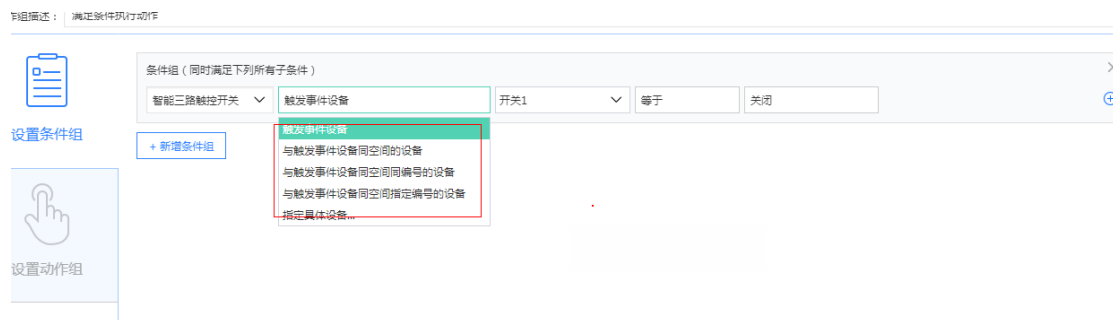 作组描述： 满足条件执行动作
条件组（同时满足下列所有子条件）
智能三路触控开关 触发事件设备 开关1 等于 关闭
设置条件组
触发事件设备
+ 新增条件组
与触发事件设备同空间的设备
与触发事件设备同空间同编号的设备
与触发事件设备同空间指定编号的设备
指定具体设备...
设置动作组